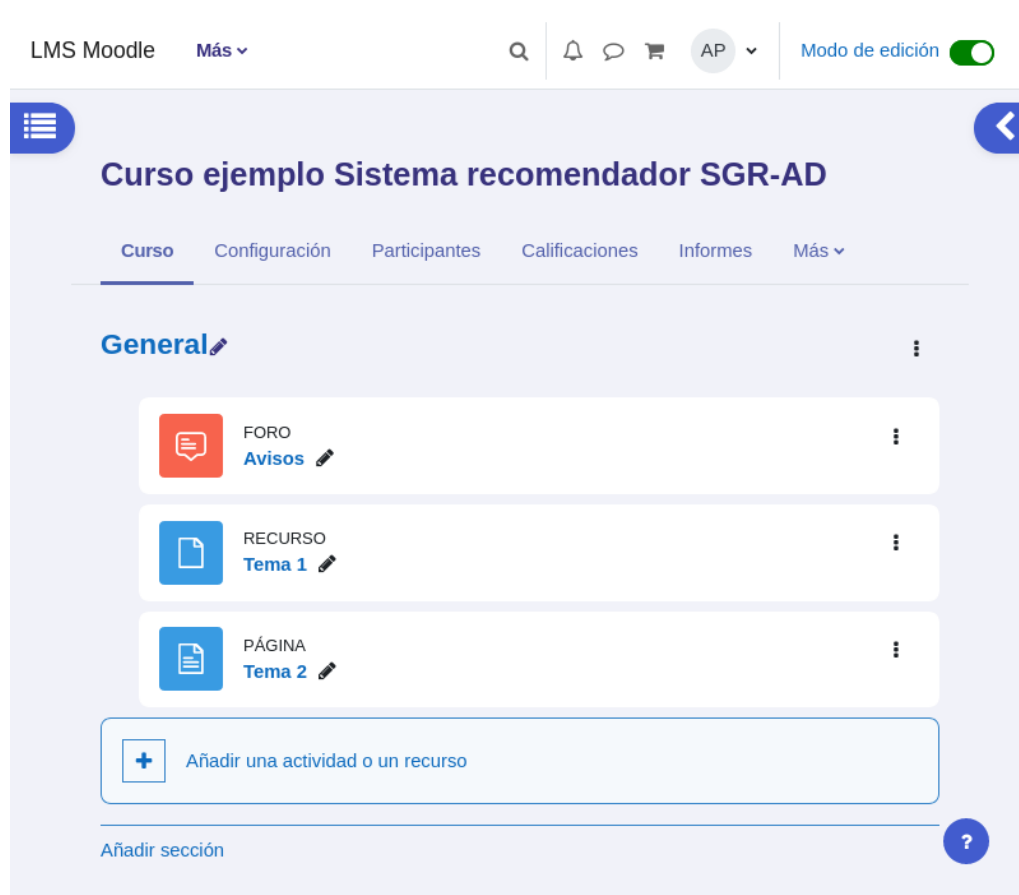 LMS Moodle Más AP Modo de edición
Curso ejemplo Sistema recomendador SGR-AD
Curso Configuración Participantes Calificaciones Informes Más
General
FORO
Avisos
RECURSO
Tema 1
PÁGINA
Tema 2
+ Añadir una actividad o un recurso
Añadir sección
?